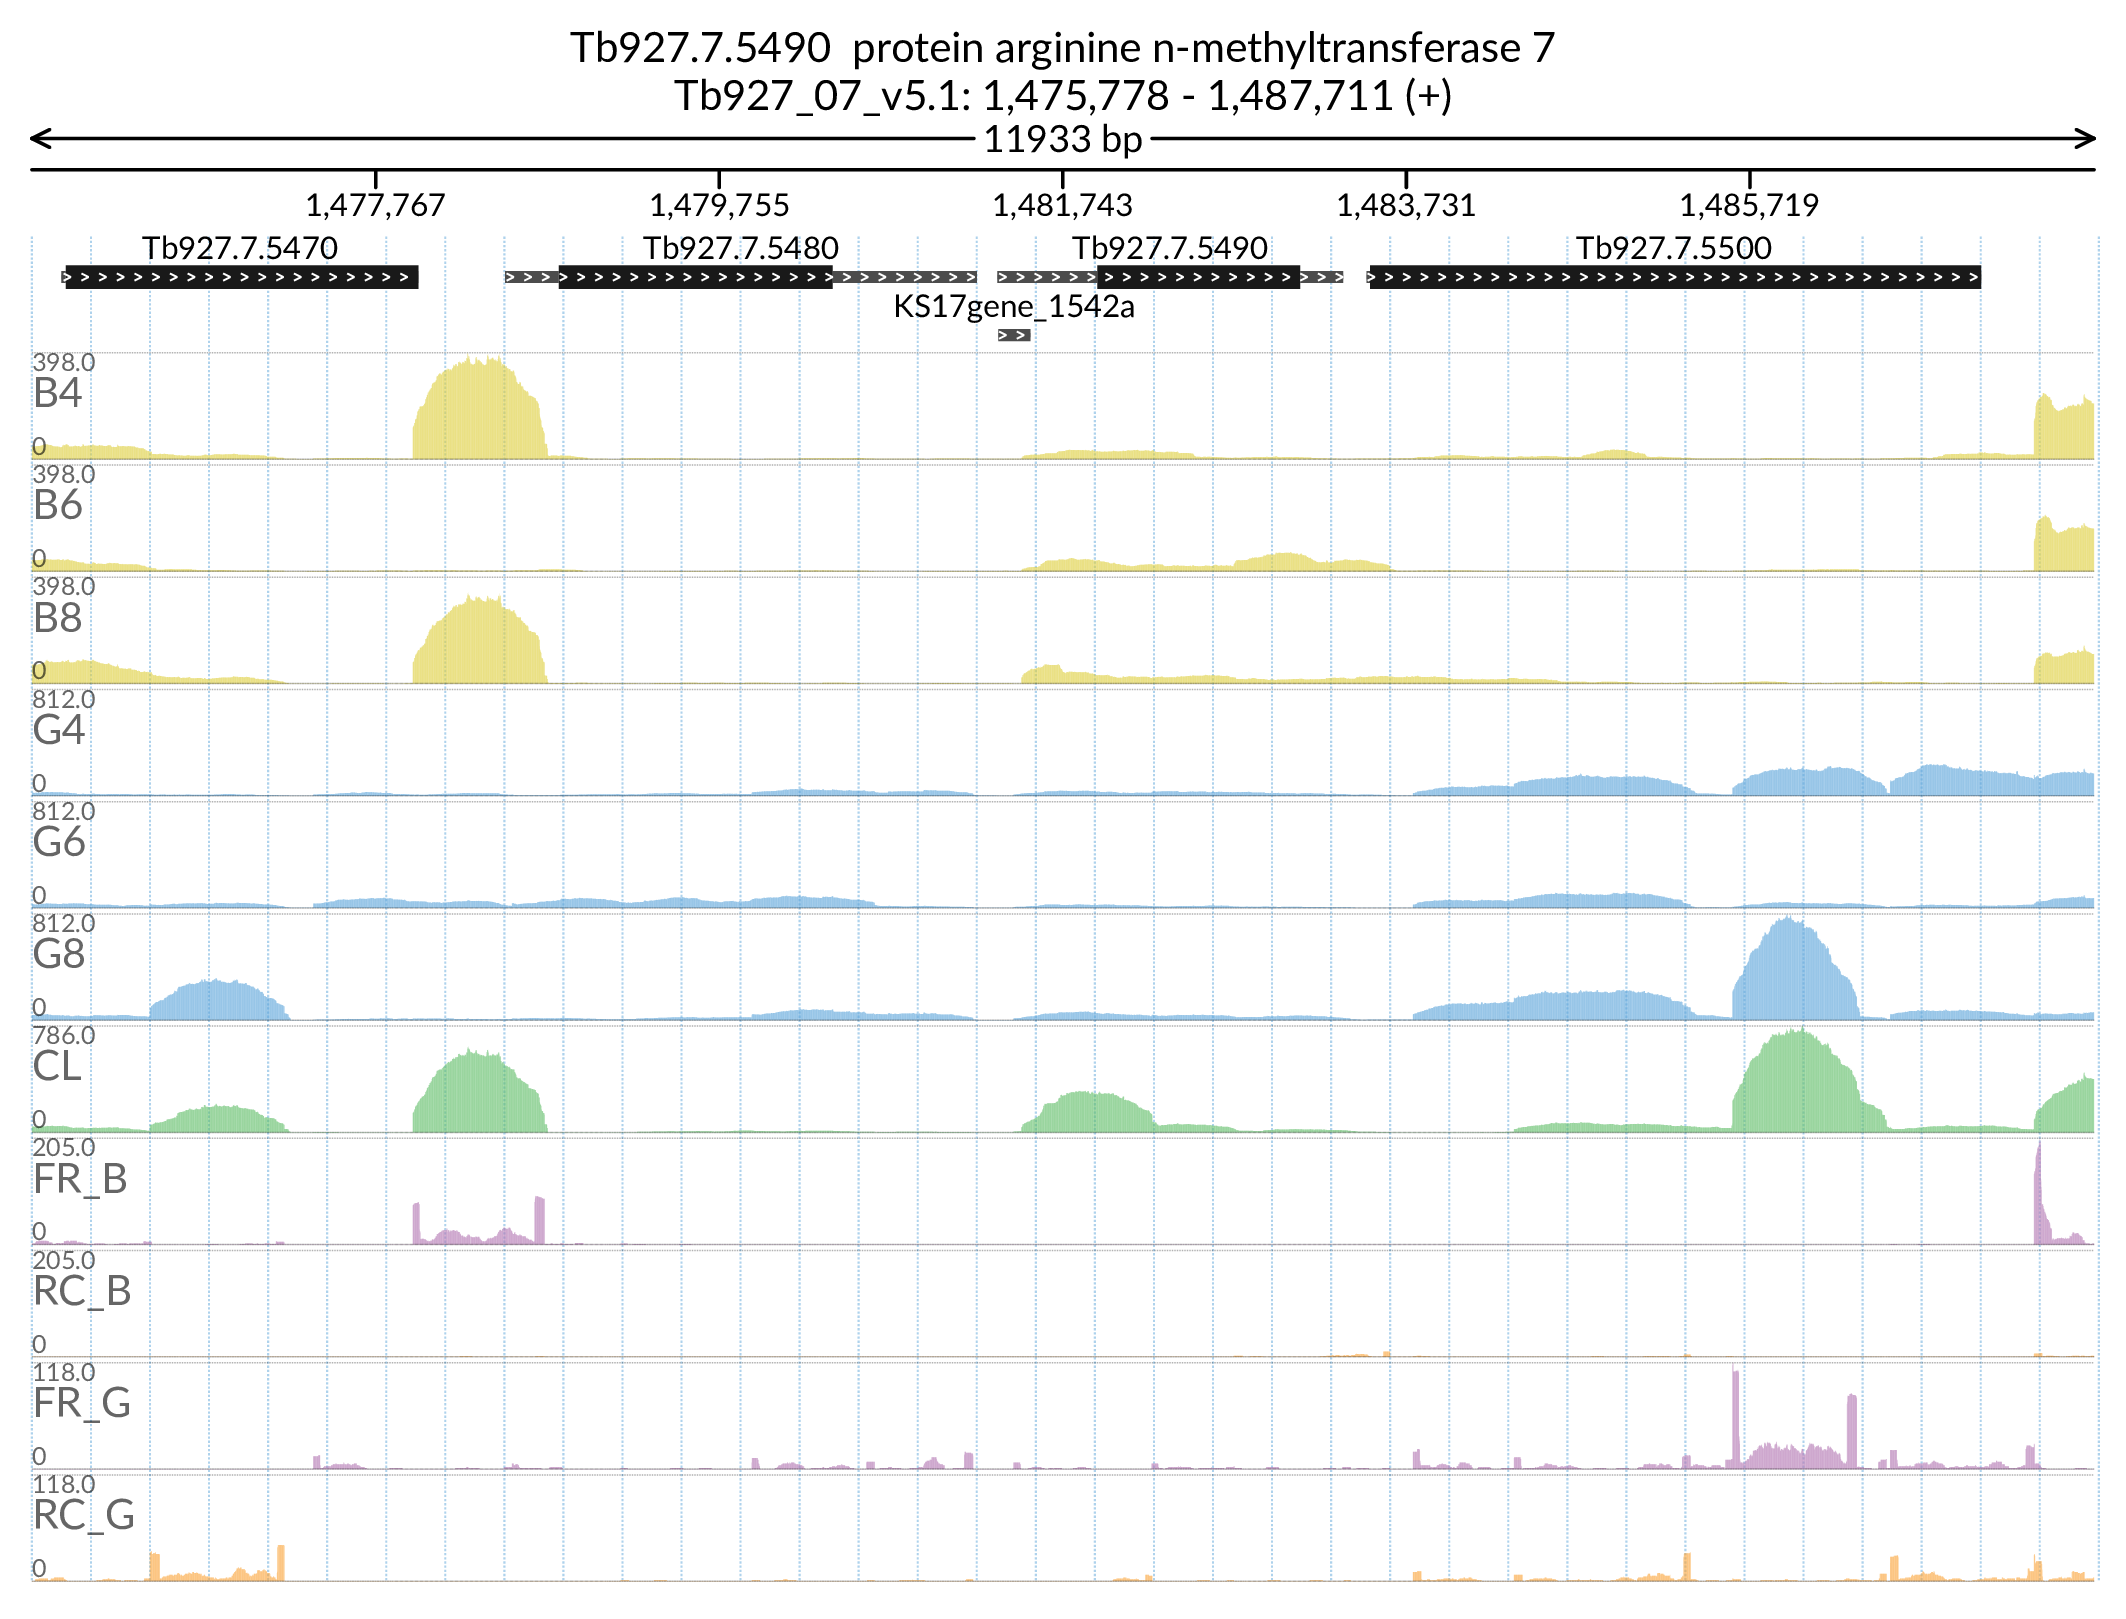 Tb927.7.5490 protein arginine n-methyltransferase 7
Tb927_07_v5.1: 1,475,778 - 1,487,711 (+)
11933 bp
1,477,767 1,479,755 1,481,743 1,483,731 1,485,719
Tb927.7.5470 Tb927.7.5480 Tb927.7.5490 Tb927.7.5500
KS17gene_1542a
398.0
B4
0
398.0
B6
0
398.0
B8
0
812.0
G4
0
812.0
G6
0
812.0
G8
0
786.0
CL
0
205.0
FR_B
0
205.0
RC_B
0
118.0
FR_G
0
118.0
RC_G
0